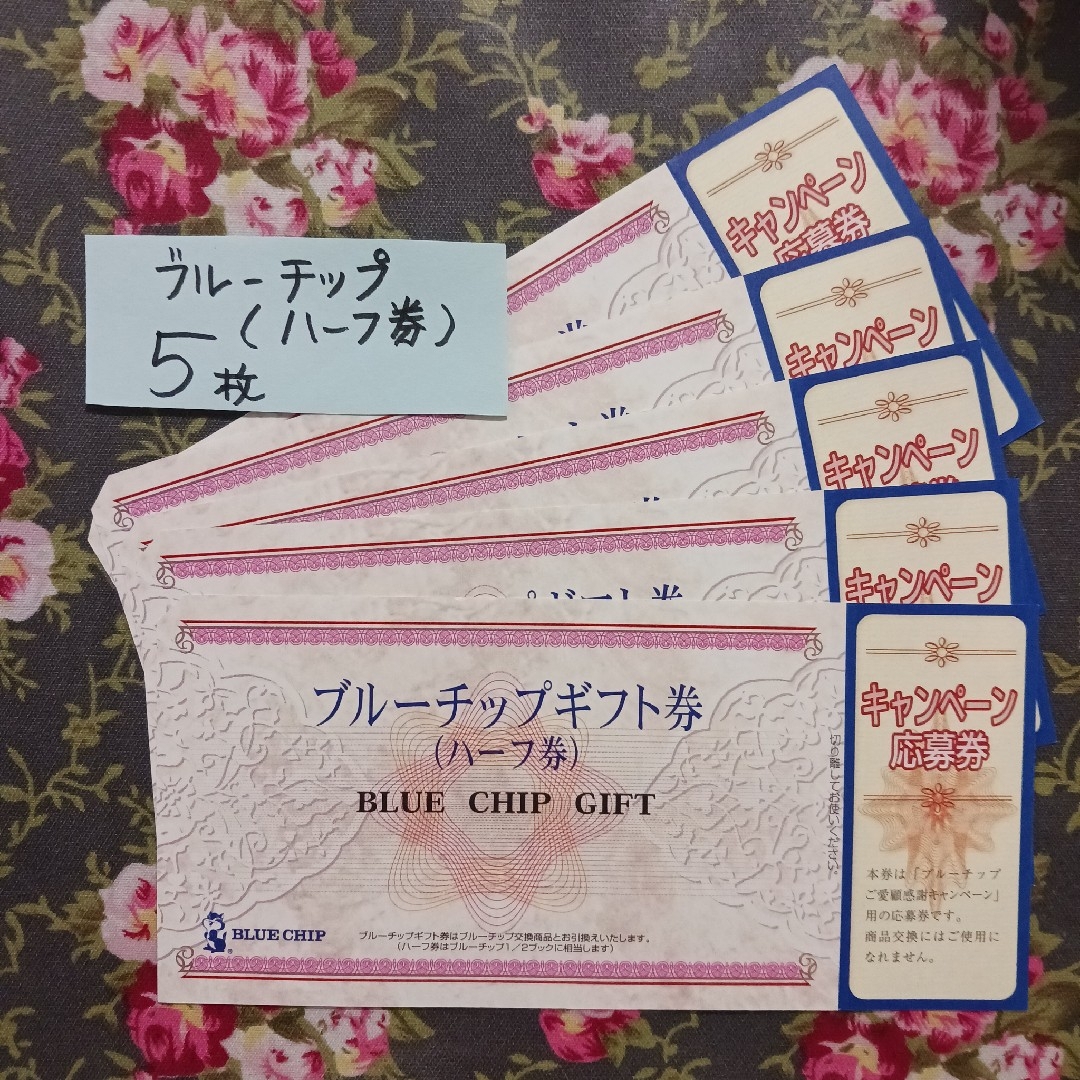 ブルーチップ
(ハーフ券)
5枚
キャンペーン
応募券
キャンペーン
キャンペーン
キャンペーン
ブルーチップギフト券
(ハーフ券)
BLUE CHIP GIFT
BLUE CHIP
ブルーチップギフト券はブルーチップ交換商品とお引換えいたします。
(ハーフ券はブルーチップ1/2ブックに相当します)
切り離してお使いください。
キャンペーン
応募券
本券は「ブルーチップ
ご愛顧感謝キャンペーン」
用の応募券です。
商品交換にはご使用に
なれません。